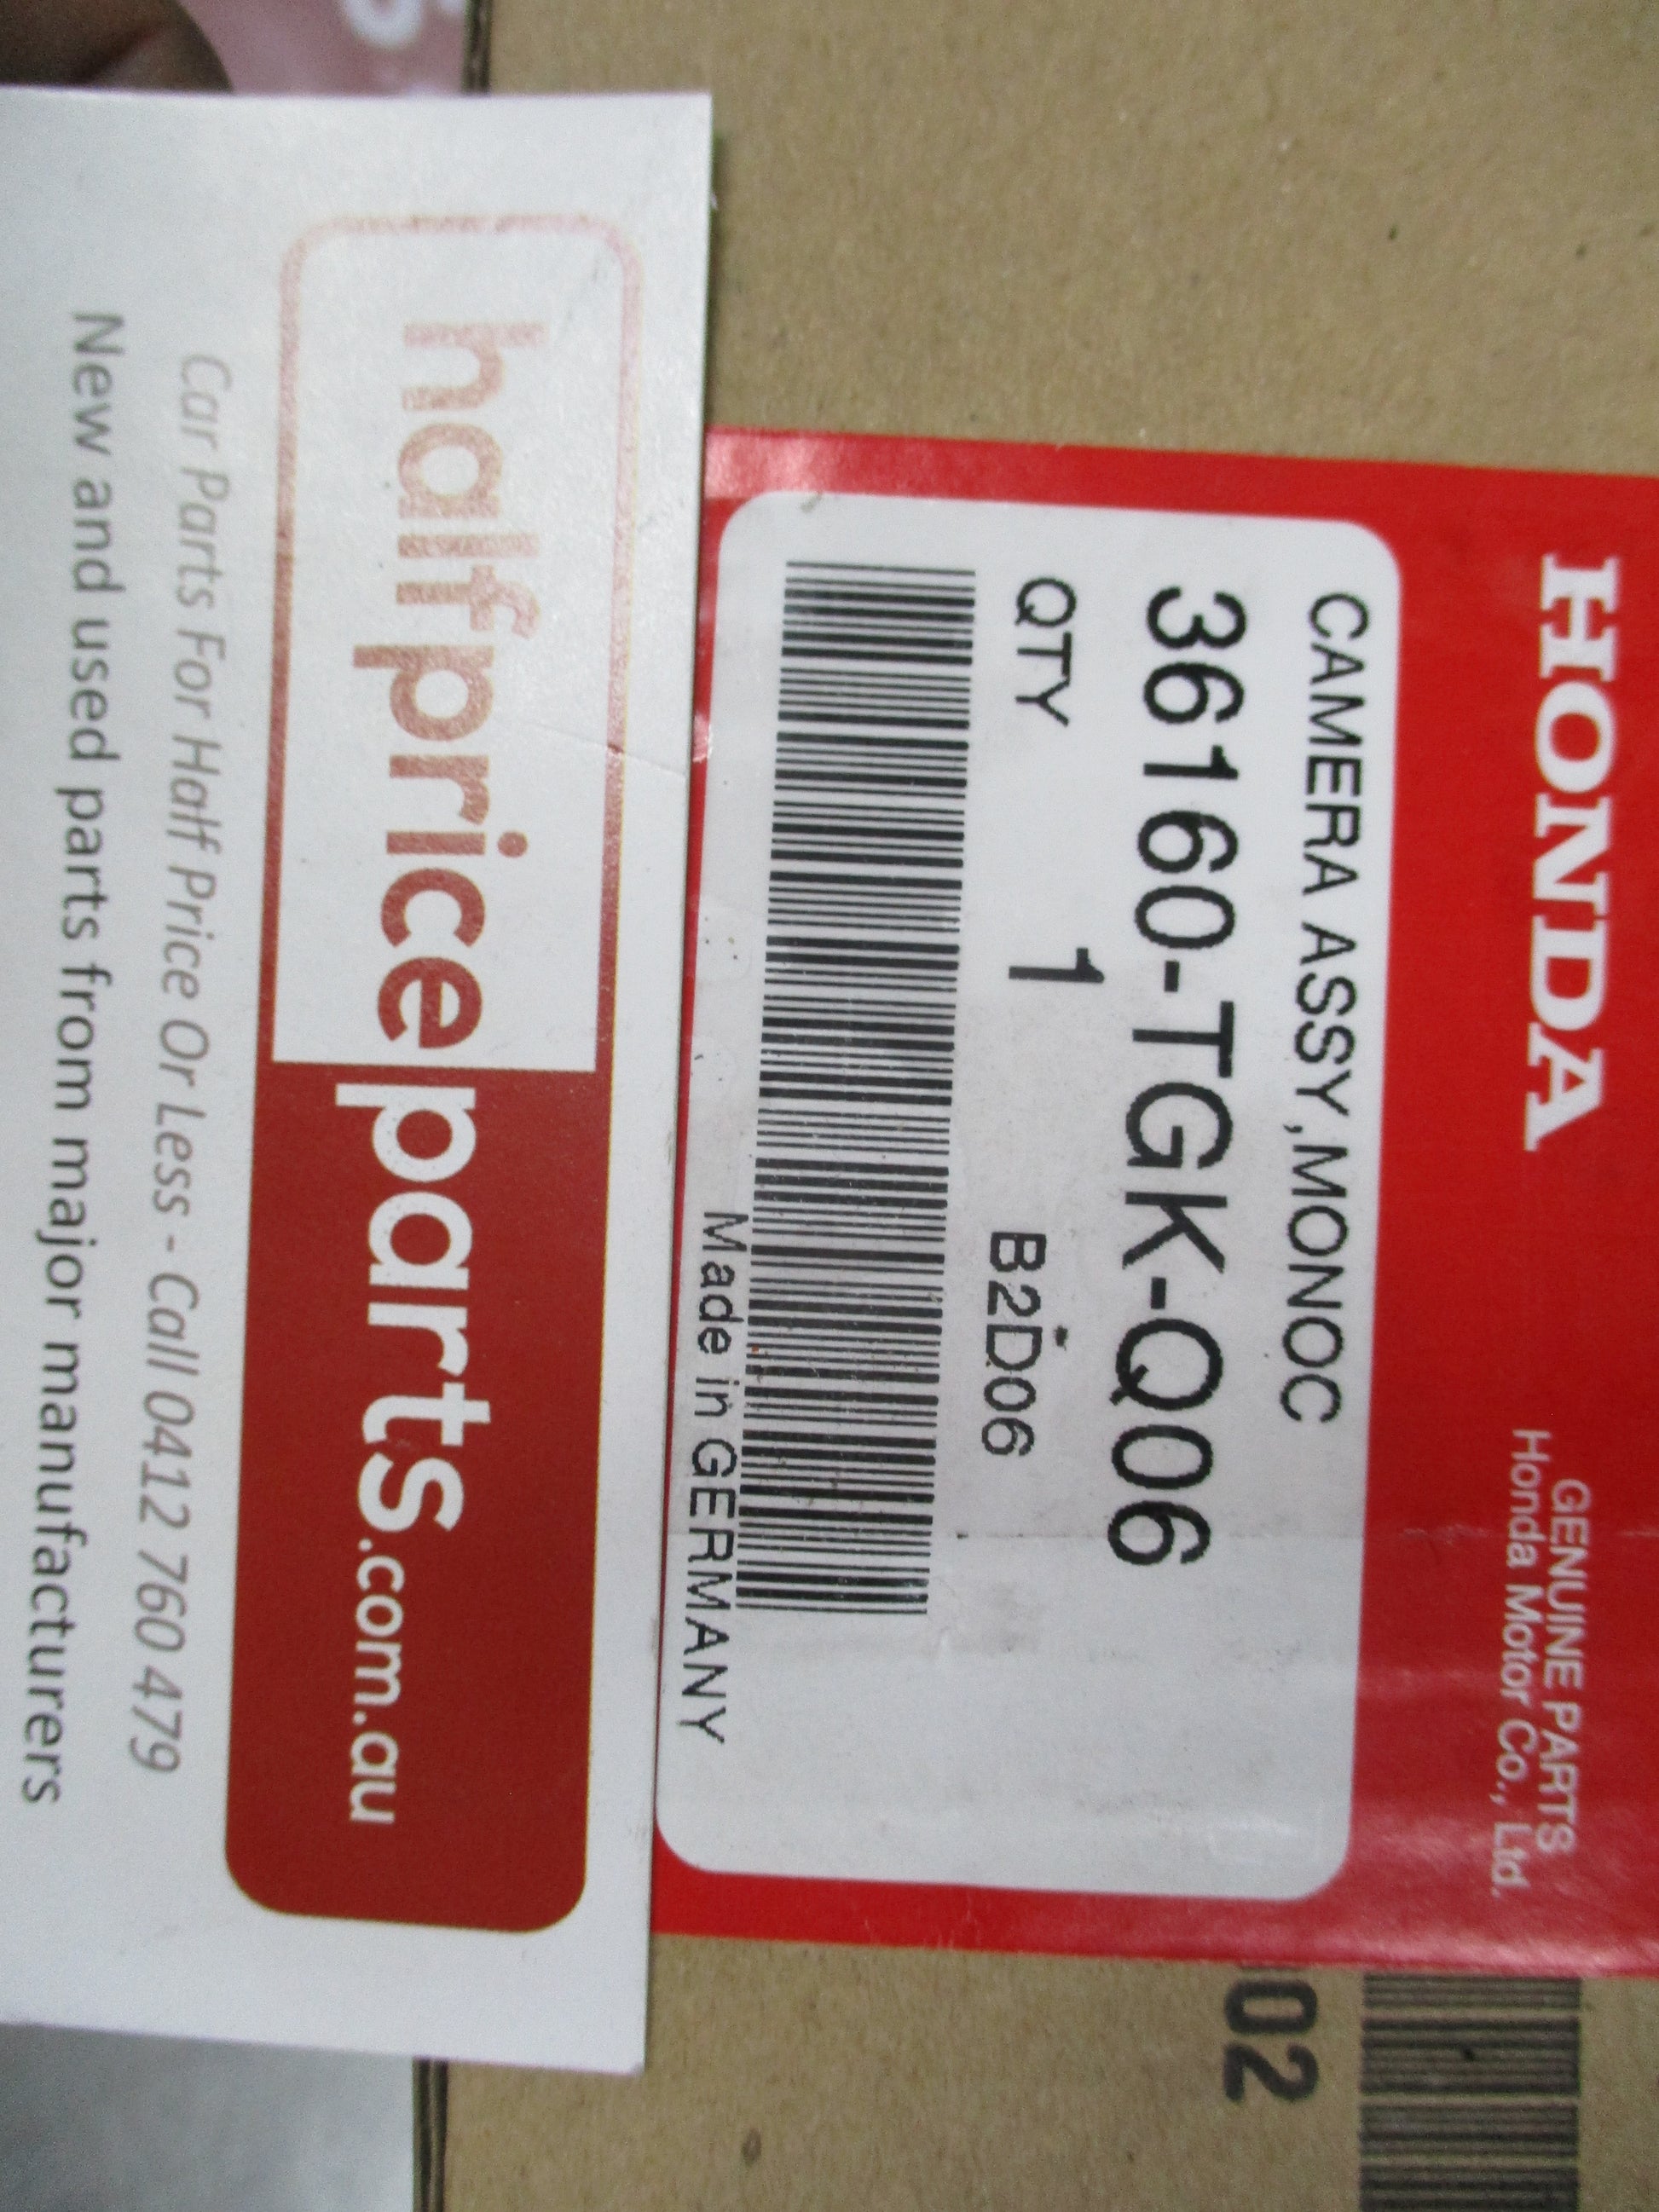 HONDA
GENUINE PARTS
Honda Motor Co., Ltd.
CAMERA ASSY,MONOC
36160-TGK-Q06
QTY 1 B2D06
Made in GERMANY
02
halfpriceparts.com.au
Car Parts For Half Price Or Less - Call 0412 760 479
New and used parts from major manufacturers